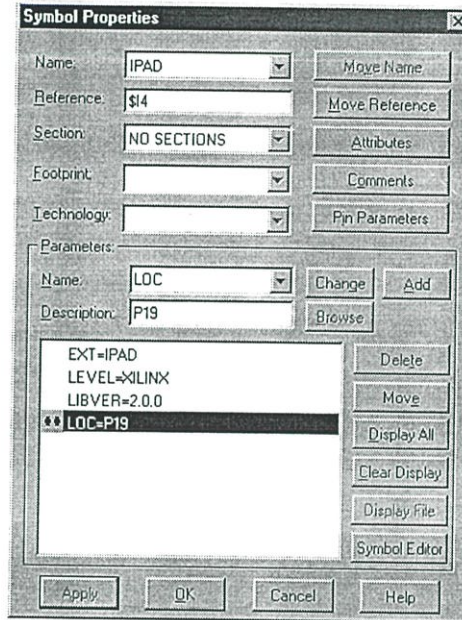 Symbol Properties
Name: IPAD Move Name
Reference: $I4 Move Reference
Section: NO SECTIONS Attributes
Footprint: Comments
Technology: Pin Parameters
Parameters:
Name: LOC Change Add
Description: P19 Browse
EXT=IPAD Delete
LEVEL=XILINX Move
LIBVER=2.0.0
LOC=P19 Display All
Clear Display
Display File
Symbol Editor
Apply OK Cancel Help